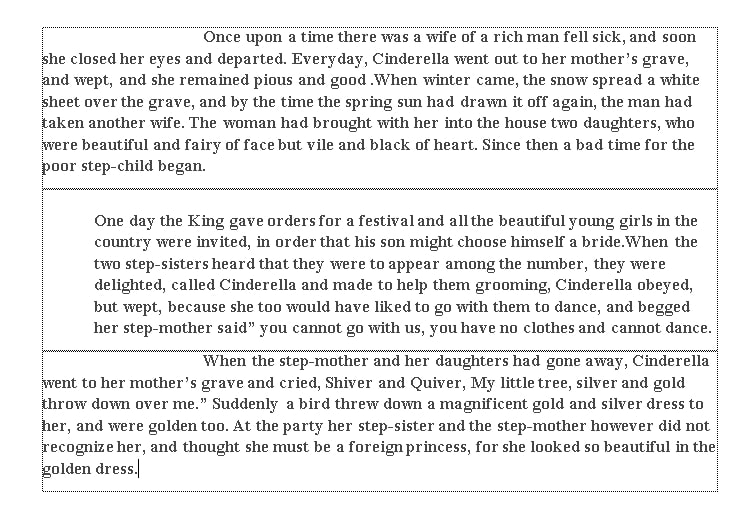 Once upon a time there was a wife of a rich man fell sick, and soon
she closed her eyes and departed. Everyday, Cinderella went out to her mother's grave,
and wept, and she remained pious and good .When winter came, the snow spread a white
sheet over the grave, and by the time the spring sun had drawn it off again, the man had
taken another wife. The woman had brought with her into the house two daughters, who
were beautiful and fairy of face but vile and black of heart. Since then a bad time for the
poor step-child began.
One day the King gave orders for a festival and all the beautiful young girls in the
country were invited, in order that his son might choose himself a bride.When the
two step-sisters heard that they were to appear among the number, they were
delighted, called Cinderella and made to help them grooming, Cinderella obeyed,
but wept, because she too would have liked to go with them to dance, and begged
her step-mother said" you cannot go with us, you have no clothes and cannot dance.
When the step-mother and her daughters had gone away, Cinderella
went to her mother's grave and cried, Shiver and Quiver, My little tree, silver and gold
throw down over me." Suddenly a bird threw down a magnificent gold and silver dress to
her, and were golden too. At the party her step-sister and the step-mother however did not
recognize her, and thought she must be a foreign princess, for she looked so beautiful in the
golden dress.